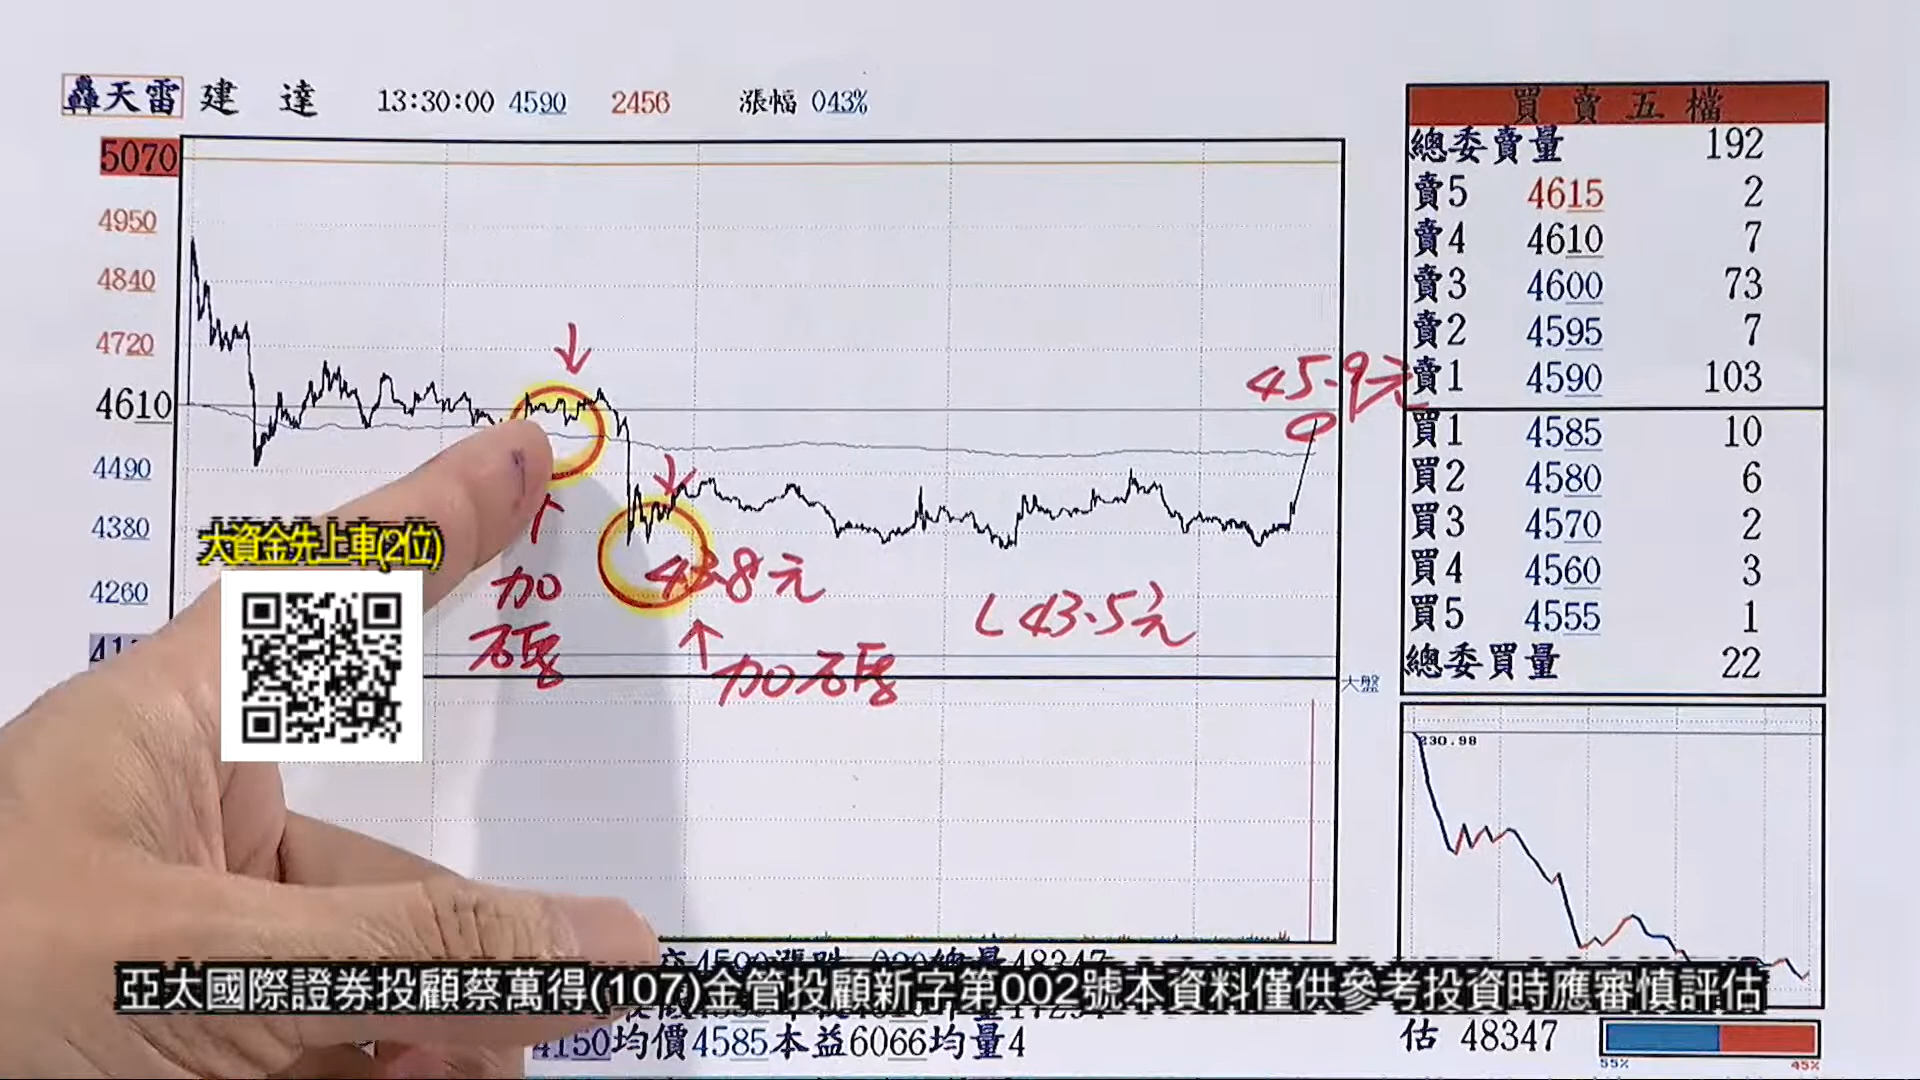 轟天雷 建達 13:30:00 4590 2456 漲幅 043%
5070
4950
4840
4720
4610
4490
4380
4260
買賣五檔
總委賣量 192
賣5 4615 2
賣4 4610 7
賣3 4600 73
賣2 4595 7
賣1 4590 103
買1 4585 10
買2 4580 6
買3 4570 2
買4 4560 3
買5 4555 1
總委買量 22
45.9元
加碼
43.8元
加碼
L 43.5元
大資金先上車(2位)
大盤
230.98
亞太國際證券投顧蔡萬得(107)金管投顧新字第002號本資料僅供參考投資時應審慎評估
4150均價4585本益6066均量4
估 48347
55% 45%